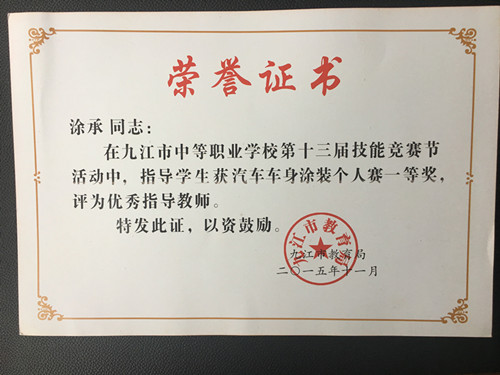 荣誉证书
涂承 同志：
在九江市中等职业学校第十三届技能竞赛节
活动中，指导学生获汽车车身涂装个人赛一等奖，
评为优秀指导教师。
特发此证，以资鼓励。
九江市教育局
九江市教育局
二〇一五年十一月